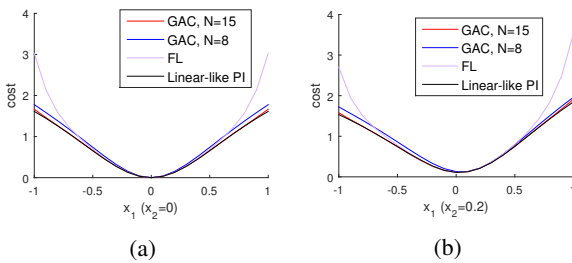 GAC, N=15
GAC, N=8
FL
Linear-like PI
4
3
2
1
0
cost
-1 -0.5 0 0.5 1
x1 (x2=0)
(a)
GAC, N=15
GAC, N=8
FL
Linear-like PI
4
3
2
1
0
cost
-1 -0.5 0 0.5 1
x1 (x2=0.2)
(b)